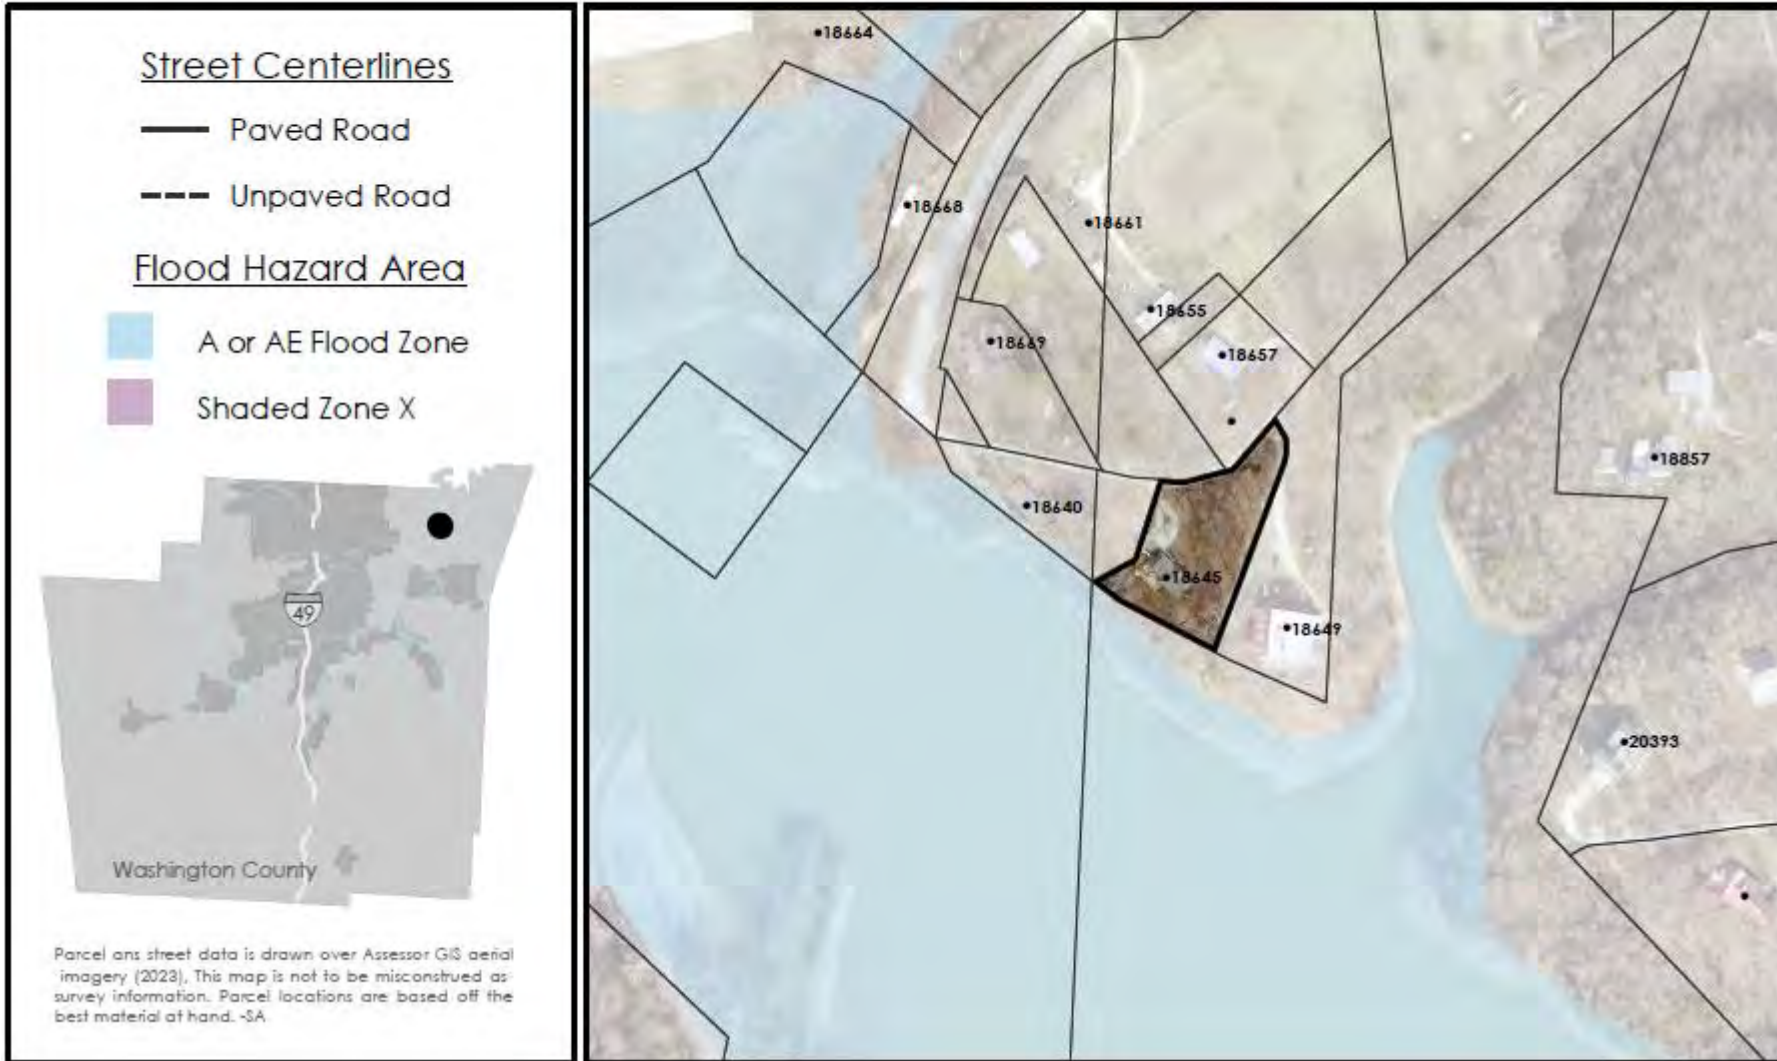 Street Centerlines
Paved Road
Unpaved Road
Flood Hazard Area
A or AE Flood Zone
Shaded Zone X
49
Washington County
Parcel ans street data is drawn over Assessor GIS aerial
imagery (2023), This map is not to be misconstrued as
survey information. Parcel locations are based off the
best material at hand. -SA
18664
18668
18661
18655
18669
18657
18857
18640
18645
18649
20393